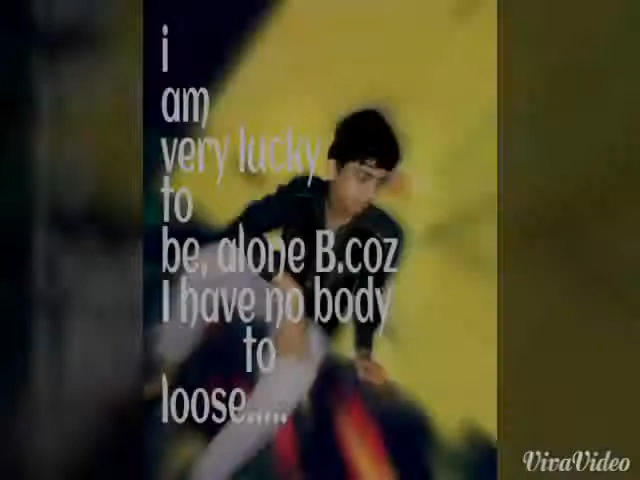 i
am
very lucky
to
be, alone B.coz
I have no body
to
loose.....
VivaVideo